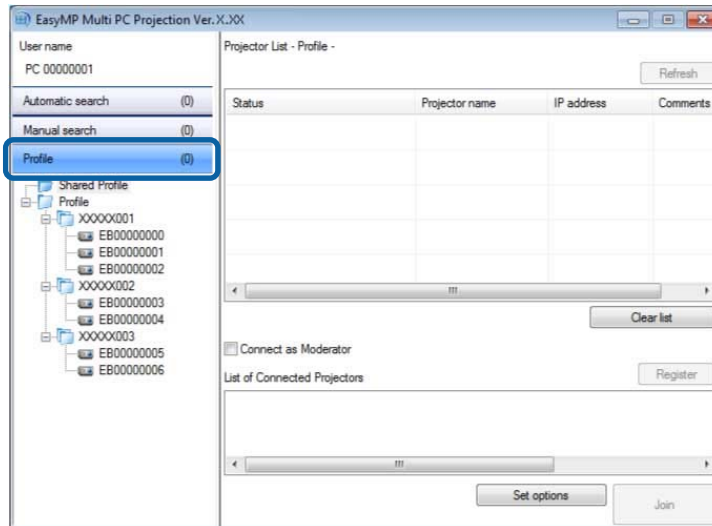 EasyMP Multi PC Projection Ver.X.XX
User name
PC 00000001
Automatic search (0)
Manual search (0)
Profile (0)
Shared Profile
Profile
XXXXX001
EB00000000
EB00000001
EB00000002
XXXXX002
EB00000003
EB00000004
XXXXX003
EB00000005
EB00000006
Projector List - Profile -
Refresh
Status Projector name IP address Comments
Clear list
Connect as Moderator
List of Connected Projectors Register
Set options Join